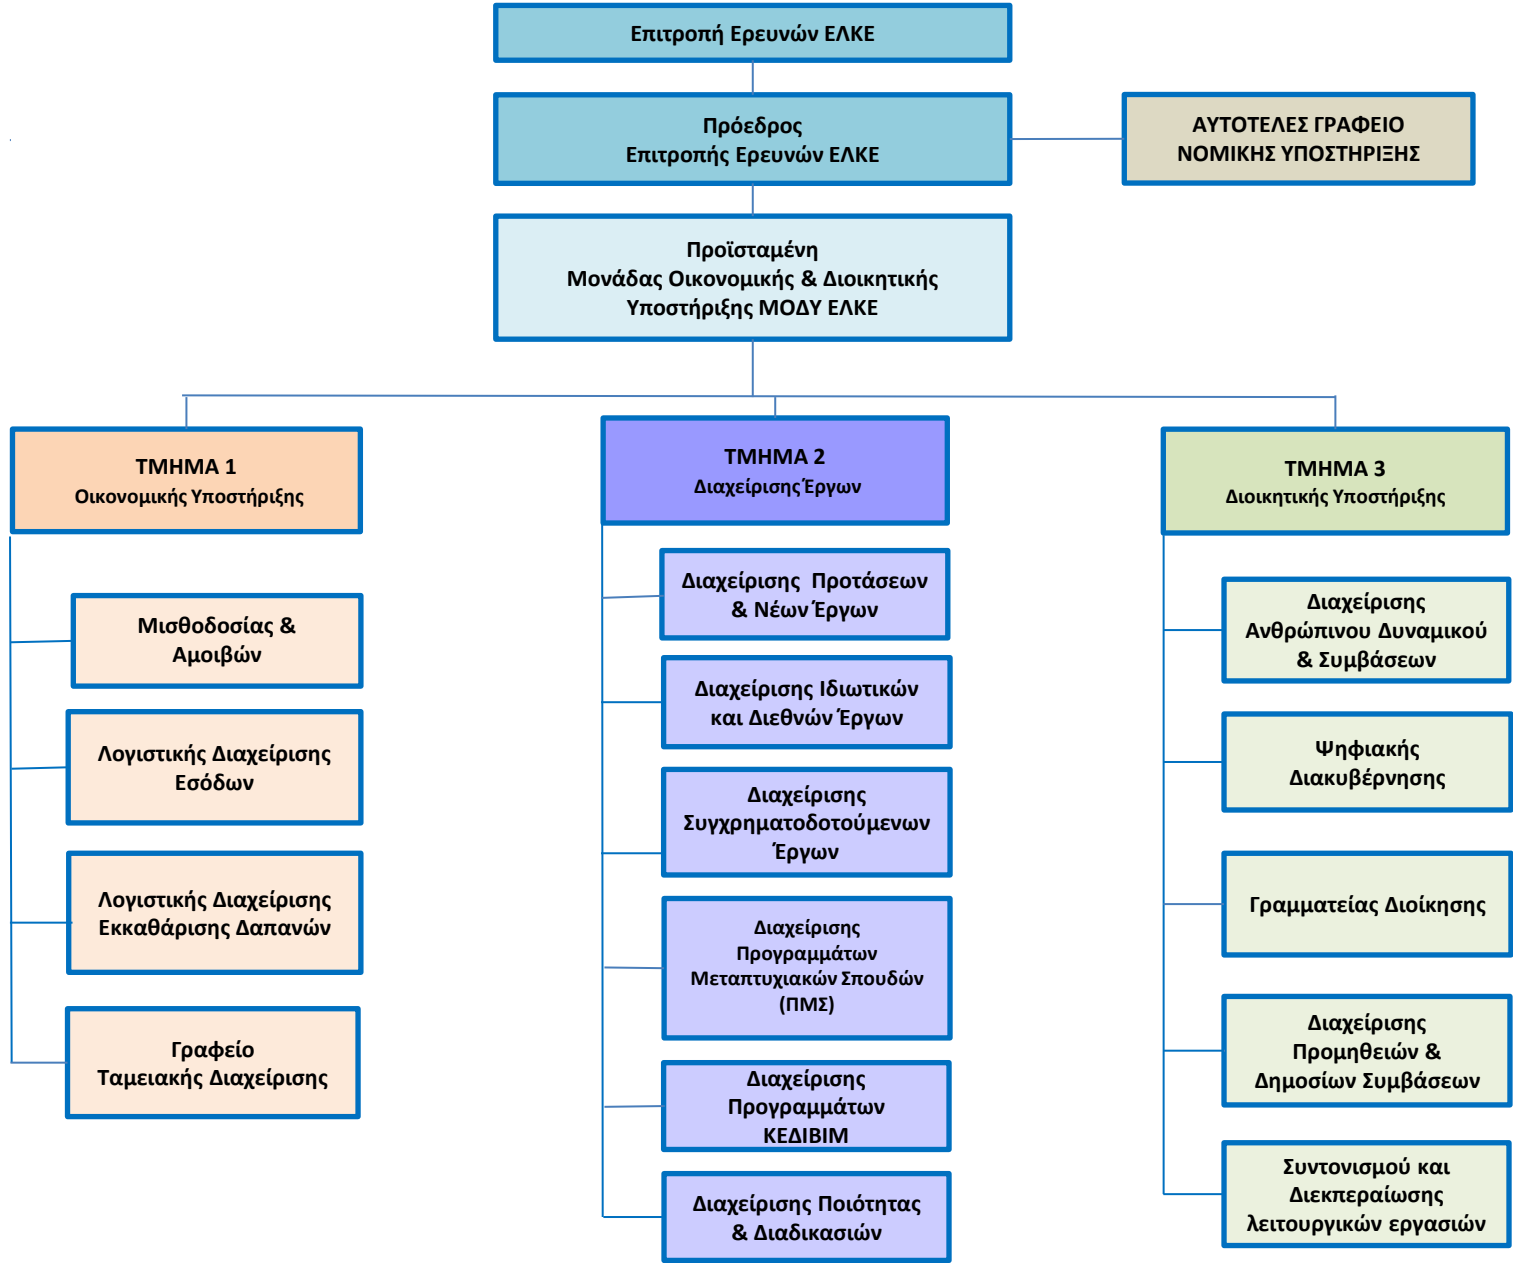 Επιτροπή Ερευνών ΕΛΚΕ
Πρόεδρος
Επιτροπής Ερευνών ΕΛΚΕ
ΑΥΤΟΤΕΛΕΣ ΓΡΑΦΕΙΟ
ΝΟΜΙΚΗΣ ΥΠΟΣΤΗΡΙΞΗΣ
Προϊσταμένη
Μονάδας Οικονομικής & Διοικητικής
Υποστήριξης ΜΟΔΥ ΕΛΚΕ
ΤΜΗΜΑ 1
Οικονομικής Υποστήριξης
Μισθοδοσίας &
Αμοιβών
Λογιστικής Διαχείρισης
Εσόδων
Λογιστικής Διαχείρισης
Εκκαθάρισης Δαπανών
Γραφείο
Ταμειακής Διαχείρισης
ΤΜΗΜΑ 2
Διαχείρισης Έργων
Διαχείρισης Προτάσεων
& Νέων Έργων
Διαχείρισης Ιδιωτικών
και Διεθνών Έργων
Διαχείρισης
Συγχρηματοδοτούμενων
Έργων
Διαχείρισης
Προγραμμάτων
Μεταπτυχιακών Σπουδών
(ΠΜΣ)
Διαχείρισης
Προγραμμάτων
ΚΕΔΙΒΙΜ
Διαχείρισης Ποιότητας
& Διαδικασιών
ΤΜΗΜΑ 3
Διοικητικής Υποστήριξης
Διαχείρισης
Ανθρώπινου Δυναμικού
& Συμβάσεων
Ψηφιακής
Διακυβέρνησης
Γραμματείας Διοίκησης
Διαχείρισης
Προμηθειών &
Δημοσίων Συμβάσεων
Συντονισμού και
Διεκπεραίωσης
λειτουργικών εργασιών